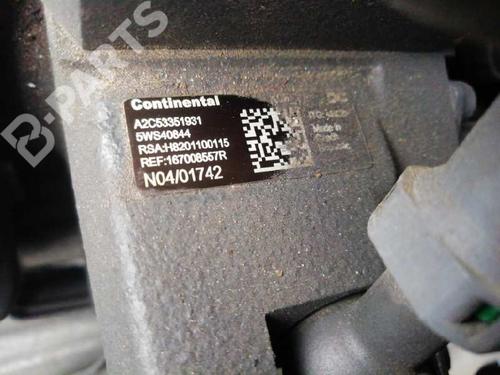 B-PARTS
Continental
A2C53351931
5WS40844
RSA:H8201100115
REF:167008557R
N04/01742